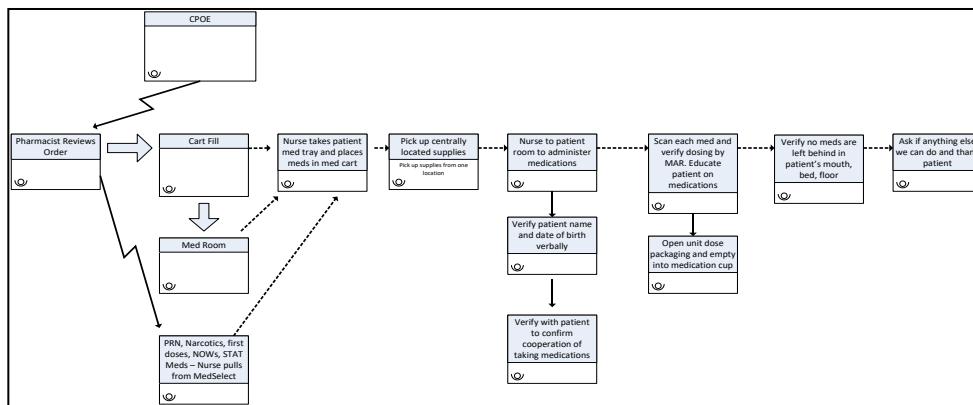 CPOE
Pharmacist Reviews
Order
Cart Fill
Nurse takes patient
med tray and places
meds in med cart
Pick up centrally
located supplies
Pick up supplies from one
location
Nurse to patient
room to administer
medications
Scan each med and
verify dosing by
MAR. Educate
patient on
medications
Verify no meds are
left behind in
patient's mouth,
bed, floor
Ask if anything else
we can do and than
patient
Med Room
Verify patient name
and date of birth
verbally
Open unit dose
packaging and empty
into medication cup
PRN, Narcotics, first
doses, NOWs, STAT
Meds – Nurse pulls
from MedSelect
Verify with patient
to confirm
cooperation of
taking medications